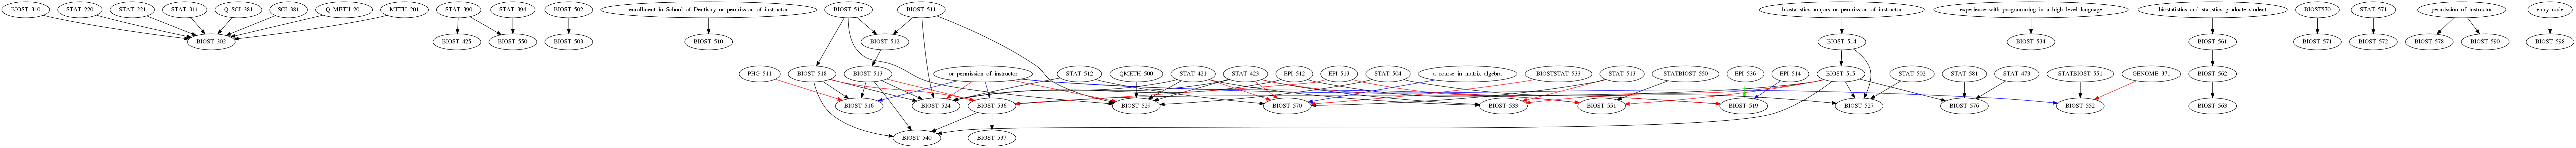 BIOST_310
STAT_220
STAT_221
STAT_311
Q_SCI_381
SCI_381
Q_METH_201
METH_201
STAT_390
STAT_394
BIOST_502
enrollment_in_School_of_Dentistry_or_permission_of_instructor
BIOST_517
BIOST_511
biostatistics_majors_or_permission_of_instructor
experience_with_programming_in_a_high_level_language
biostatistics_and_statistics_graduate_student
BIOST570
STAT_571
permission_of_instructor
entry_code
BIOST_302
BIOST_425
BIOST_550
BIOST_503
BIOST_510
BIOST_512
BIOST_514
BIOST_534
BIOST_561
BIOST_571
BIOST_572
BIOST_578
BIOST_590
BIOST_598
PHG_511
BIOST_518
BIOST_513
or_permission_of_instructor
STAT_512
QMETH_500
STAT_421
STAT_423
EPI_512
EPI_513
STAT_504
a_course_in_matrix_algebra
BIOSTSTAT_533
STAT_513
STATBIOST_550
EPI_536
EPI_514
BIOST_515
STAT_502
STAT_581
STAT_473
STATBIOST_551
GENOME_371
BIOST_562
BIOST_516
BIOST_524
BIOST_536
BIOST_529
BIOST_570
BIOST_533
BIOST_551
BIOST_519
BIOST_527
BIOST_576
BIOST_552
BIOST_563
BIOST_540
BIOST_537